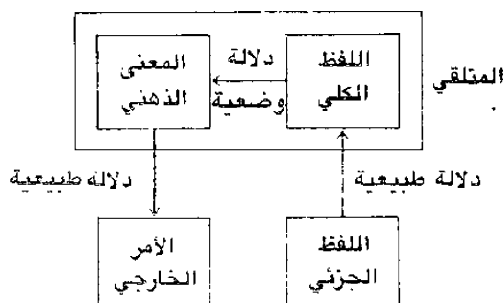 اللفظ
الكلي
دلالة
وضعية
المعنى
الذهني
المتلقي
دلالة طبيعية
دلالة طبيعية
اللفظ
الجزئي
الأمر
الخارجي